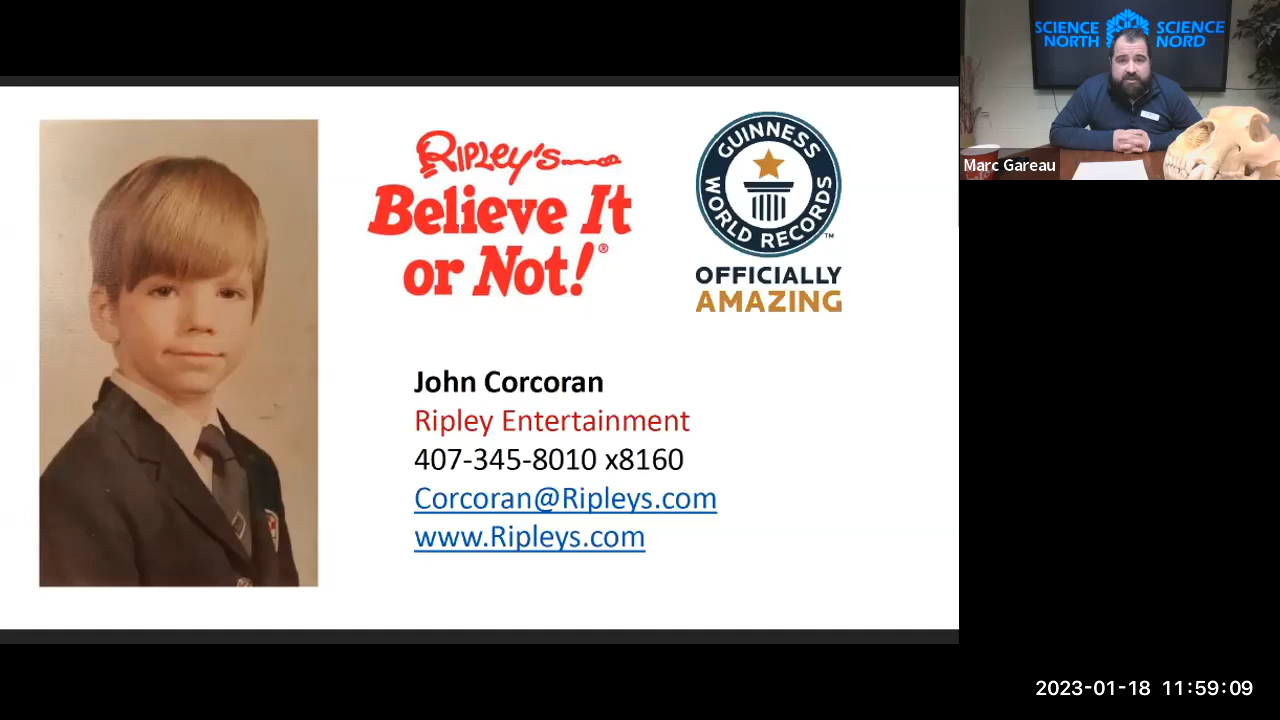 RIPLEY'S
Believe It
or Not!®
GUINNESS
WORLD RECORDS™
OFFICIALLY
AMAZING
John Corcoran
Ripley Entertainment
407-345-8010 x8160
Corcoran@Ripleys.com
www.Ripleys.com
SCIENCE NORTH
SCIENCE NORD
Marc Gareau
2023-01-18 11:59:09